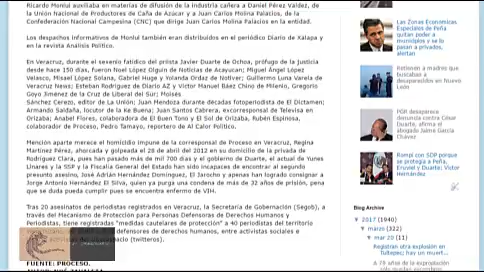 Ricardo Monlui auxiliaba en materias de difusión de la industria cañera a Daniel Pérez Valdéz, de
la Unión Nacional de Productores de Caña de Azucar y a Juan Carlos Molina Palacios, de la
Confederación Nacional Campesina (CNC) que dirige Juan Carlos Molina Palacios en la entidad.
Los despachos informativos de Monlui también eran distribuidos en el periódico Diario de Xalapa y
en la revista Análisis Político.
En Veracruz, durante el sexenio fatídico del priista Javier Duarte de Ochoa, prófugo de la justicia
desde hace 150 días, fueron Noel López Olguín de Noticias de Acayucan; Miguel Ángel López
Velasco, Misael López Solana, Gabriel Huge y Yolanda Ordaz de Notiver; Guillermo Luna Varela de
Veracruz News; Esteban Rodríguez de Diario AZ y Víctor Manuel Báez Chino de Milenio, Gregorio
Goyo Jiménez de la Cruz de Liberal del Sur; Moisés
Sánchez Cerezo, editor de La Unión; Juan Mendoza durante décadas fotoperiodista de El Dictamen;
Armando Saldaña, locutor de la Ke Buena; Juan Santos Cabrera, excorresponsal de Televisa en
Orizaba; Anabel Flores, colaborada de El Buen Tono y El Sol de Orizaba, Rubén Espinosa,
colaborador de Proceso, Pedro Tamayo, reportero de Al Calor Político.
Mención aparte merece el homicidio impune de la corresponsal de Proceso en Veracruz, Regina
Martínez Pérez, ahorcada y golpeada el 28 de abril de 2012 en su domicilio de la privada de
Rodríguez Clara, pues han pasado más de mil 700 días y el gobierno de Duarte, el actual de Yunes
Linares y la SSP y la Fiscalía General del Estado han sido incapaces de encontrar al segundo
presunto asesino, José Adrián Hernández Domínguez, El Jarocho y apenas han logrado consignar a
Jorge Antonio Hernández El Silva, quien ya purga una condena de más de 32 años de prisión, pena
que se duda pueda cumplir pues se encuentra enfermo de VIH.
Tras 20 asesinatos de periodistas registrados en Veracruz, la Secretaría de Gobernación (Segob), a
través del Mecanismo de Protección para Personas Defensoras de Derechos Humanos y
Periodistas, tiene registradas "medidas cautelares de protección" a 40 periodistas del territorio
defensores de derechos humanos, entre activistas sociales e
(twitteros).
FUENTE: PROCESO.
Las Zonas Económicas
Especiales de Peña
quitan poder a
municipios y se lo
pasan a privados,
alertan
Retienen a madres que
buscaban a
desaparecidos en
Nuevo León
PGR desaparece
denuncia contra César
Duarte, afirma el
abogado Jaime García
Chávez
Rompí con SDP porque
se protegía a Peña,
Eruviel y Duarte: Víctor
Hernández
Blog Archive
▼ 2017 (1940)
▼ marzo (322)
▼ mar 20 (11)
Registran otra explosión en
Tultepec; hay un muert...
A 79 años de la expropiación